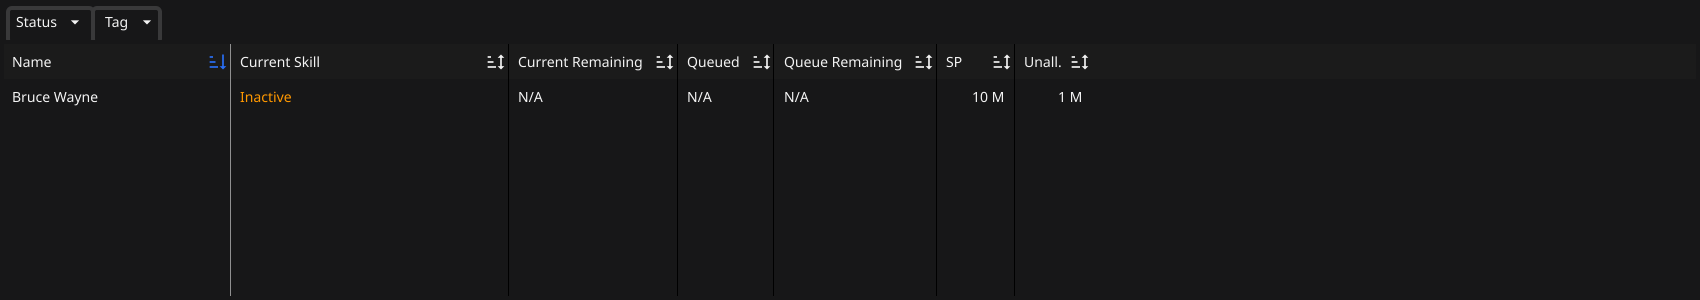 Status Tag
Name Current Skill Current Remaining Queued Queue Remaining SP Unall.
Bruce Wayne Inactive N/A N/A N/A 10 M 1 M